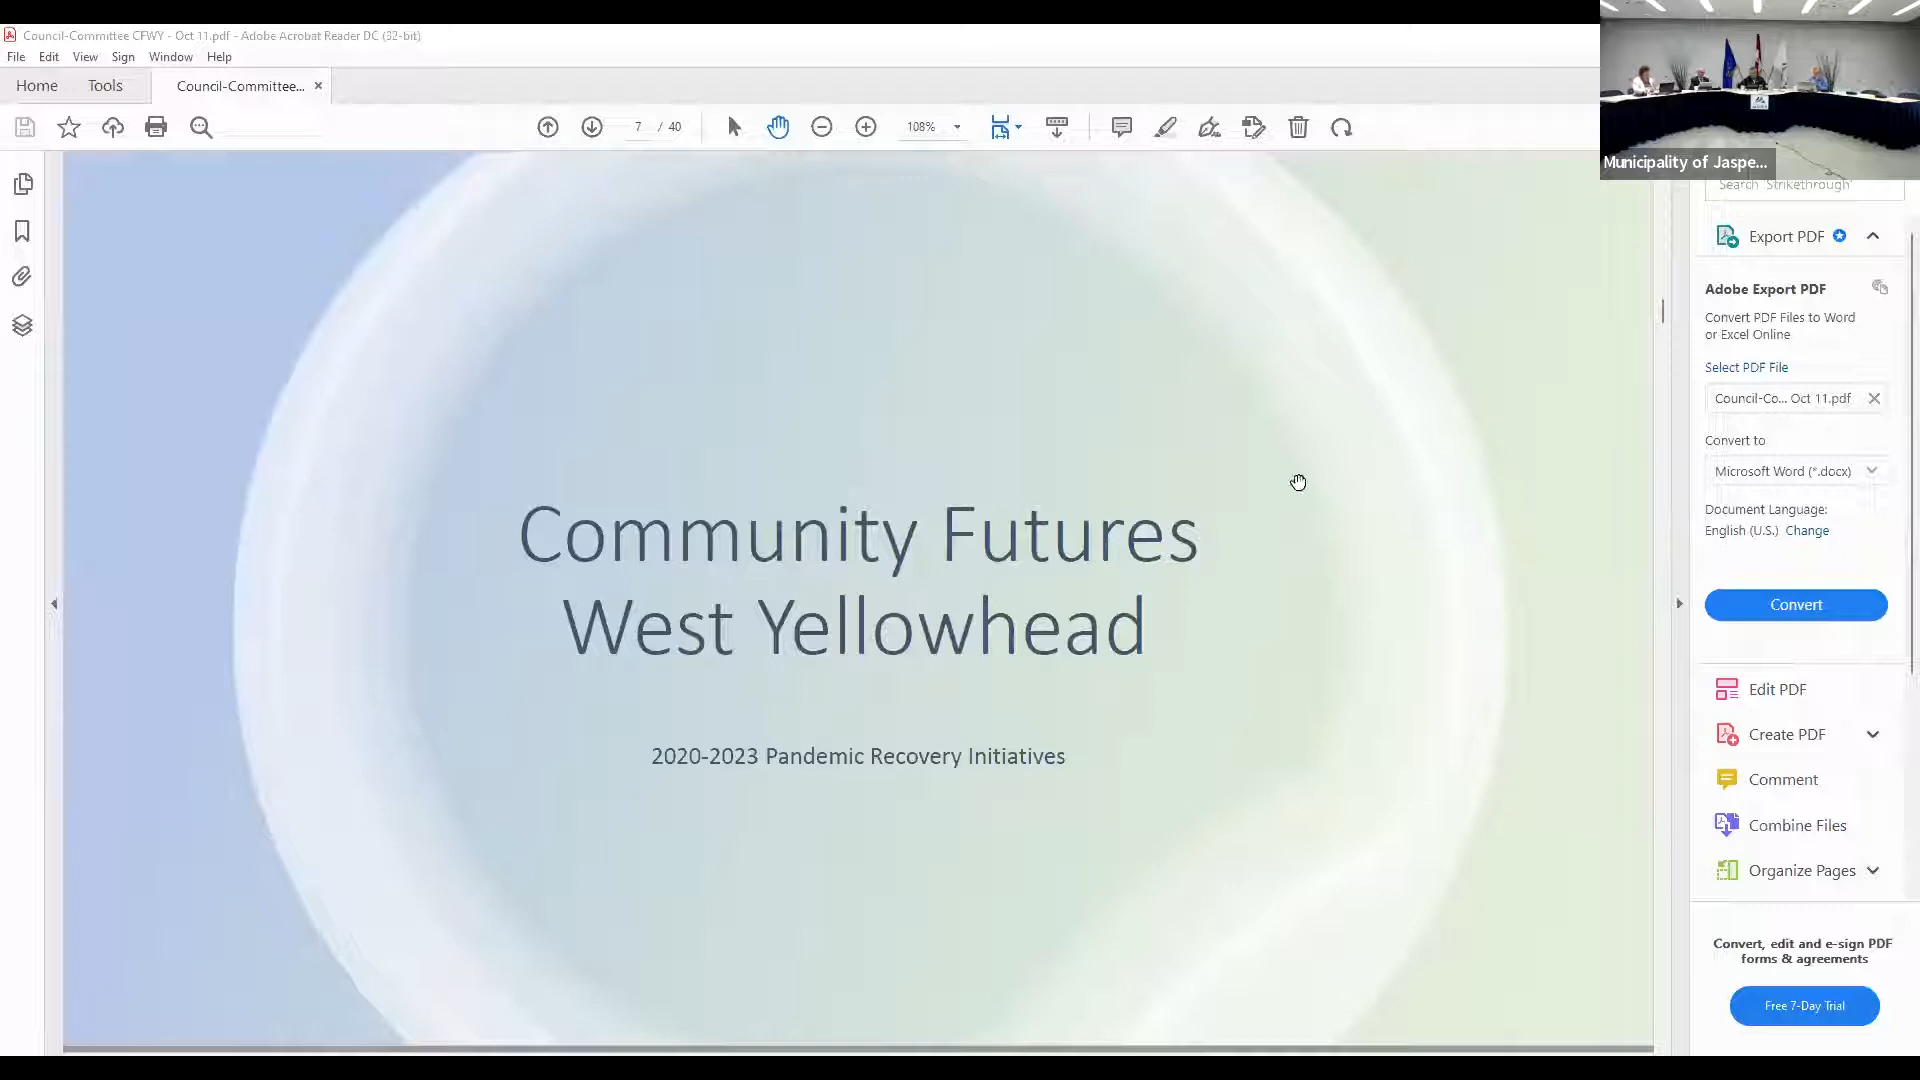 Council-Committee CFWY - Oct 11.pdf - Adobe Acrobat Reader DC (32-bit)
File Edit View Sign Window Help
Home Tools Council-Committee... ×
7 / 40 108%
Municipality of Jaspe...
Search 'Strikethrough'
Export PDF
Adobe Export PDF
Convert PDF Files to Word
or Excel Online
Select PDF File
Council-Co... Oct 11.pdf
Convert to
Microsoft Word (*.docx)
Document Language:
English (U.S.) Change
Convert
Edit PDF
Create PDF
Comment
Combine Files
Organize Pages
Convert, edit and e-sign PDF
forms & agreements
Free 7-Day Trial
Community Futures
West Yellowhead
2020-2023 Pandemic Recovery Initiatives